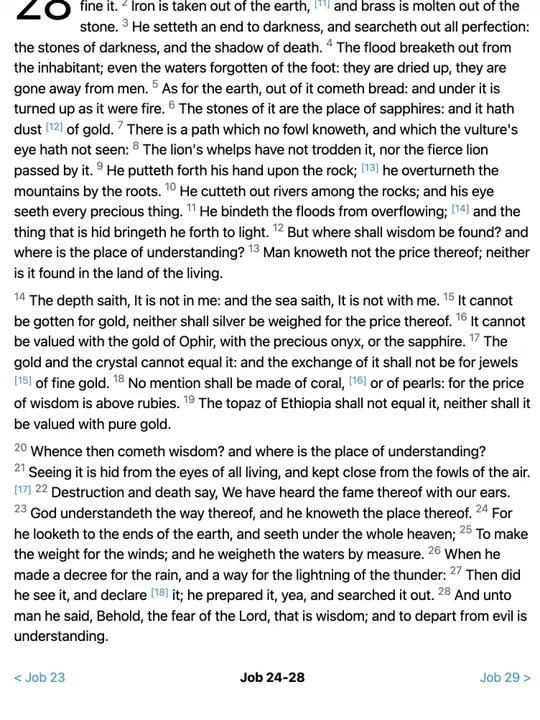 28 fine it. 2 Iron is taken out of the earth, [11] and brass is molten out of the
stone. 3 He setteth an end to darkness, and searcheth out all perfection:
the stones of darkness, and the shadow of death. 4 The flood breaketh out from
the inhabitant; even the waters forgotten of the foot: they are dried up, they are
gone away from men. 5 As for the earth, out of it cometh bread: and under it is
turned up as it were fire. 6 The stones of it are the place of sapphires: and it hath
dust [12] of gold. 7 There is a path which no fowl knoweth, and which the vulture's
eye hath not seen: 8 The lion's whelps have not trodden it, nor the fierce lion
passed by it. 9 He putteth forth his hand upon the rock; [13] he overturneth the
mountains by the roots. 10 He cutteth out rivers among the rocks; and his eye
seeth every precious thing. 11 He bindeth the floods from overflowing; [14] and the
thing that is hid bringeth he forth to light. 12 But where shall wisdom be found? and
where is the place of understanding? 13 Man knoweth not the price thereof; neither
is it found in the land of the living.
14 The depth saith, It is not in me: and the sea saith, It is not with me. 15 It cannot
be gotten for gold, neither shall silver be weighed for the price thereof. 16 It cannot
be valued with the gold of Ophir, with the precious onyx, or the sapphire. 17 The
gold and the crystal cannot equal it: and the exchange of it shall not be for jewels
[15] of fine gold. 18 No mention shall be made of coral, [16] or of pearls: for the price
of wisdom is above rubies. 19 The topaz of Ethiopia shall not equal it, neither shall it
be valued with pure gold.
20 Whence then cometh wisdom? and where is the place of understanding?
21 Seeing it is hid from the eyes of all living, and kept close from the fowls of the air.
[17] 22 Destruction and death say, We have heard the fame thereof with our ears.
23 God understandeth the way thereof, and he knoweth the place thereof. 24 For
he looketh to the ends of the earth, and seeth under the whole heaven; 25 To make
the weight for the winds; and he weigheth the waters by measure. 26 When he
made a decree for the rain, and a way for the lightning of the thunder: 27 Then did
he see it, and declare [18] it; he prepared it, yea, and searched it out. 28 And unto
man he said, Behold, the fear of the Lord, that is wisdom; and to depart from evil is
understanding.
< Job 23 Job 24-28 Job 29 >